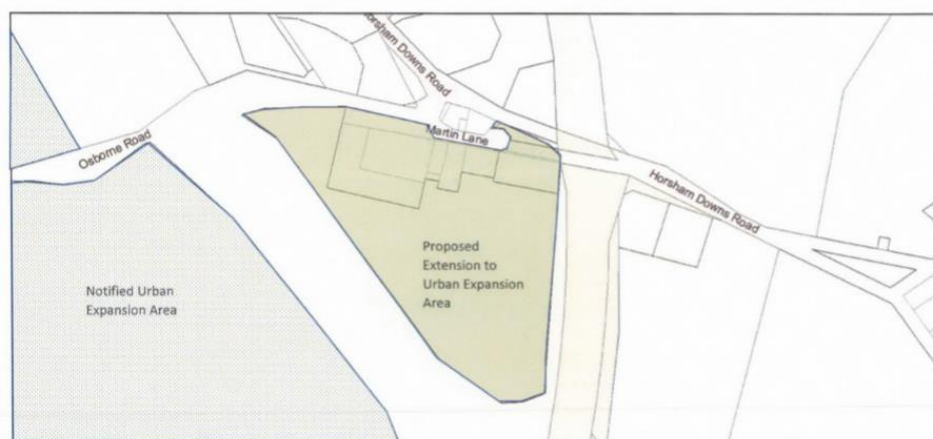 Horsham Downs Road
Martin Lane
Osborne Road
Horsham Downs Road
Proposed
Extension to
Urban Expansion
Area
Notified Urban
Expansion Area